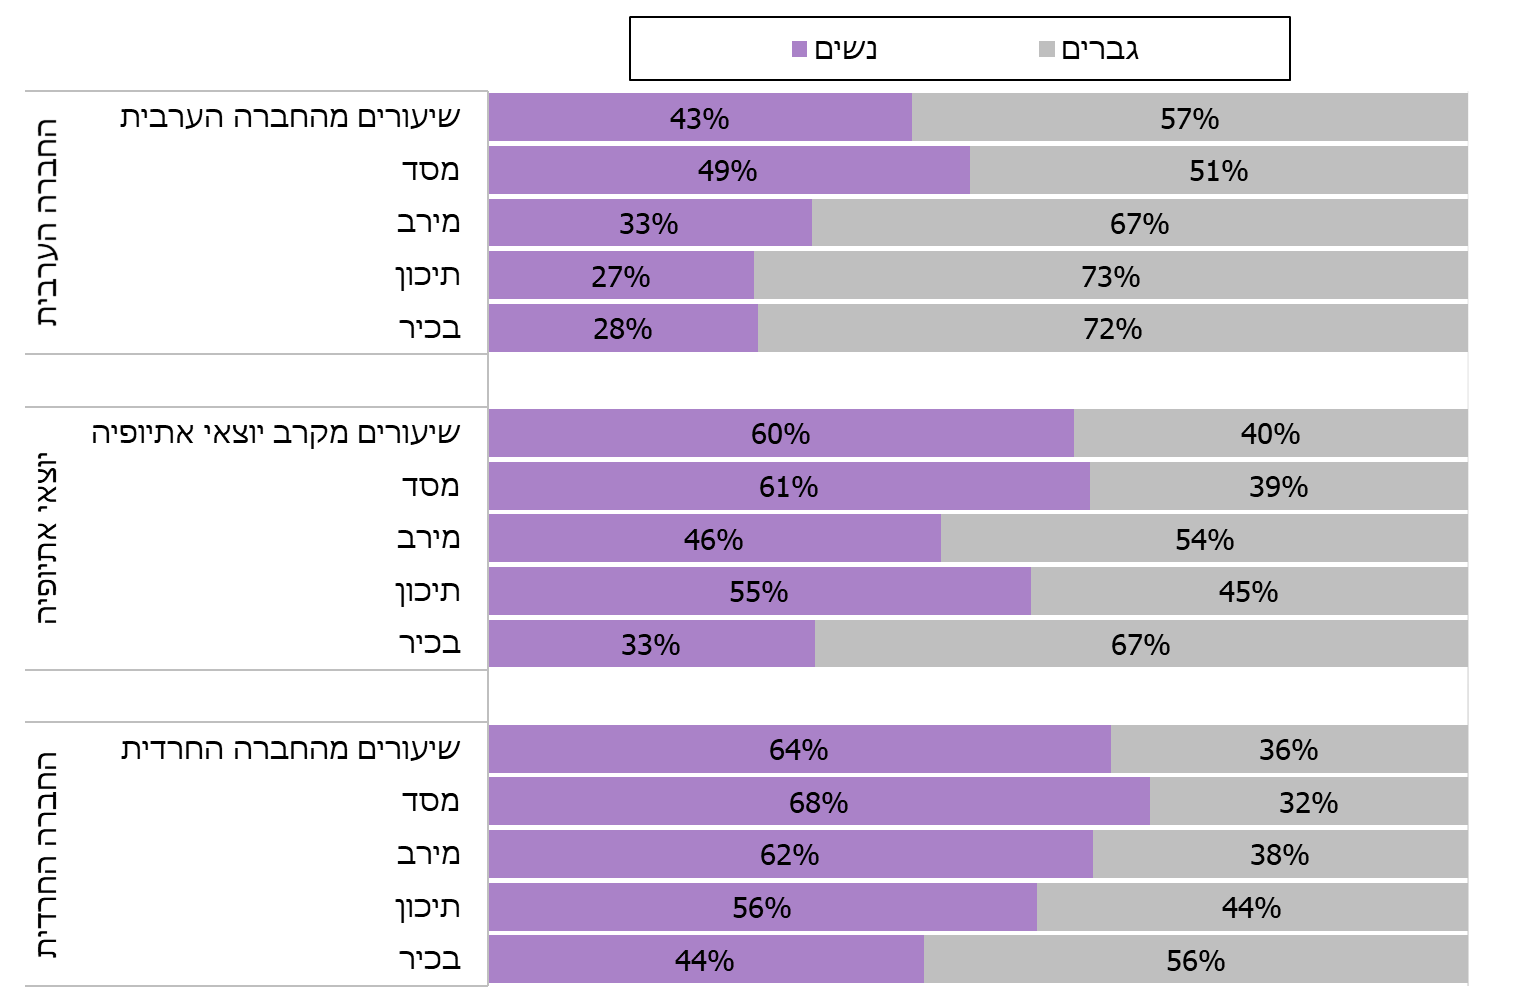 גברים נשים
החברה הערבית
שיעורים מהחברה הערבית 43% 57%
מסד 49% 51%
מירב 33% 67%
תיכון 27% 73%
בכיר 28% 72%
יוצאי אתיופיה
שיעורים מקרב יוצאי אתיופיה 60% 40%
מסד 61% 39%
מירב 46% 54%
תיכון 55% 45%
בכיר 33% 67%
החברה החרדית
שיעורים מהחברה החרדית 64% 36%
מסד 68% 32%
מירב 62% 38%
תיכון 56% 44%
בכיר 44% 56%